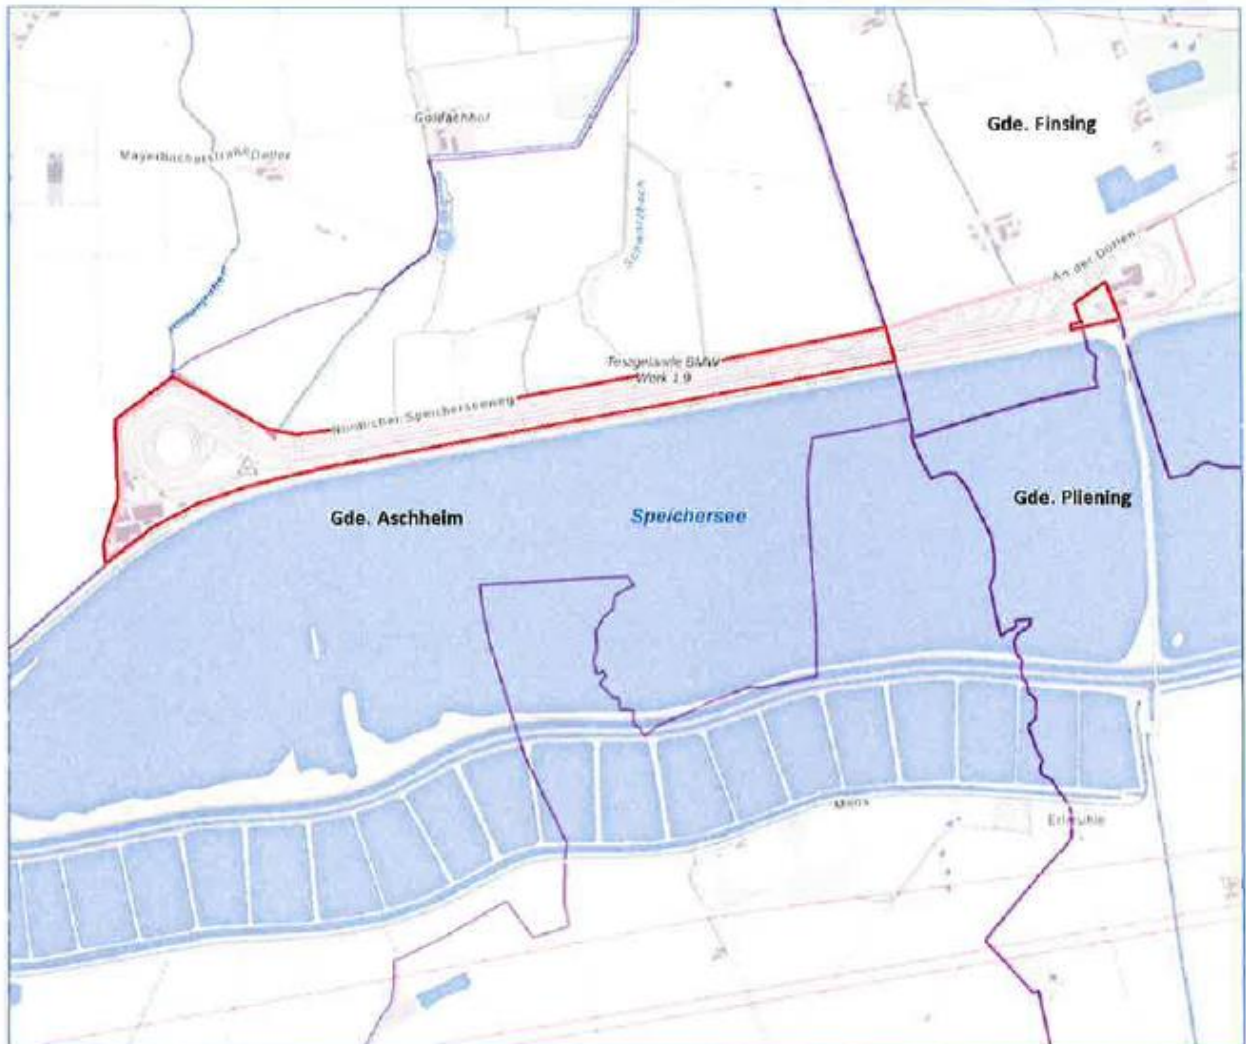 Goldachhof
Gde. Finsing
Schwarzbach
An der Dorfen
Testgelände BMW
Werk 1.9
Nördlicher Speicherseeweg
Gde. Aschheim
Speichersee
Gde. Pliening
Erlmühle